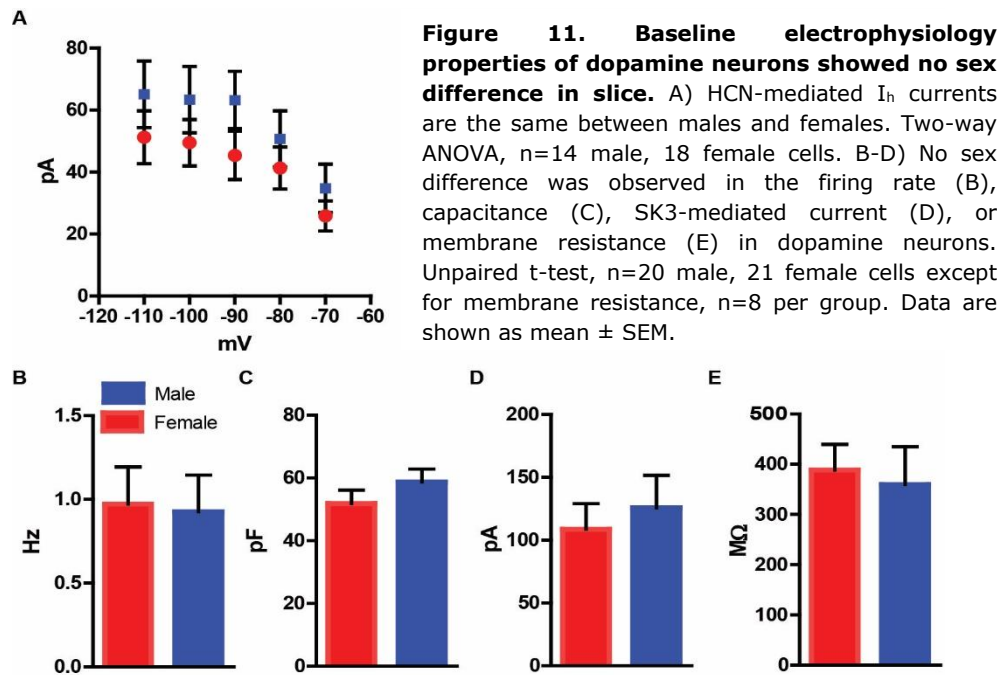 A
80
60
40
20
0
pA
-120 -110 -100 -90 -80 -70 -60
mV
Figure 11. Baseline electrophysiology
properties of dopamine neurons showed no sex
difference in slice. A) HCN-mediated Ih currents
are the same between males and females. Two-way
ANOVA, n=14 male, 18 female cells. B-D) No sex
difference was observed in the firing rate (B),
capacitance (C), SK3-mediated current (D), or
membrane resistance (E) in dopamine neurons.
Unpaired t-test, n=20 male, 21 female cells except
for membrane resistance, n=8 per group. Data are
shown as mean ± SEM.
B
Male
Female
1.5
1.0
0.5
0.0
Hz
C
80
60
40
20
0
pF
D
200
150
100
50
0
pA
E
500
400
300
200
100
0
MΩ